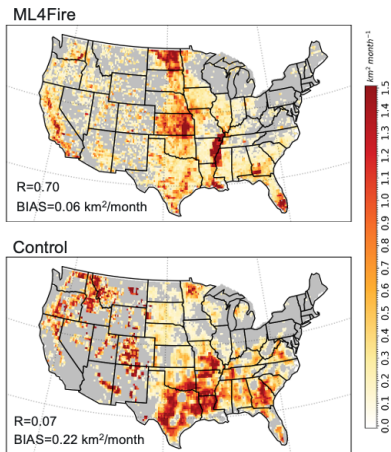 ML4Fire
R=0.70
BIAS=0.06 km²/month
Control
R=0.07
BIAS=0.22 km²/month
km² month⁻¹
1.5
1.4
1.3
1.2
1.1
1.0
0.9
0.8
0.7
0.6
0.5
0.4
0.3
0.2
0.1
0.0